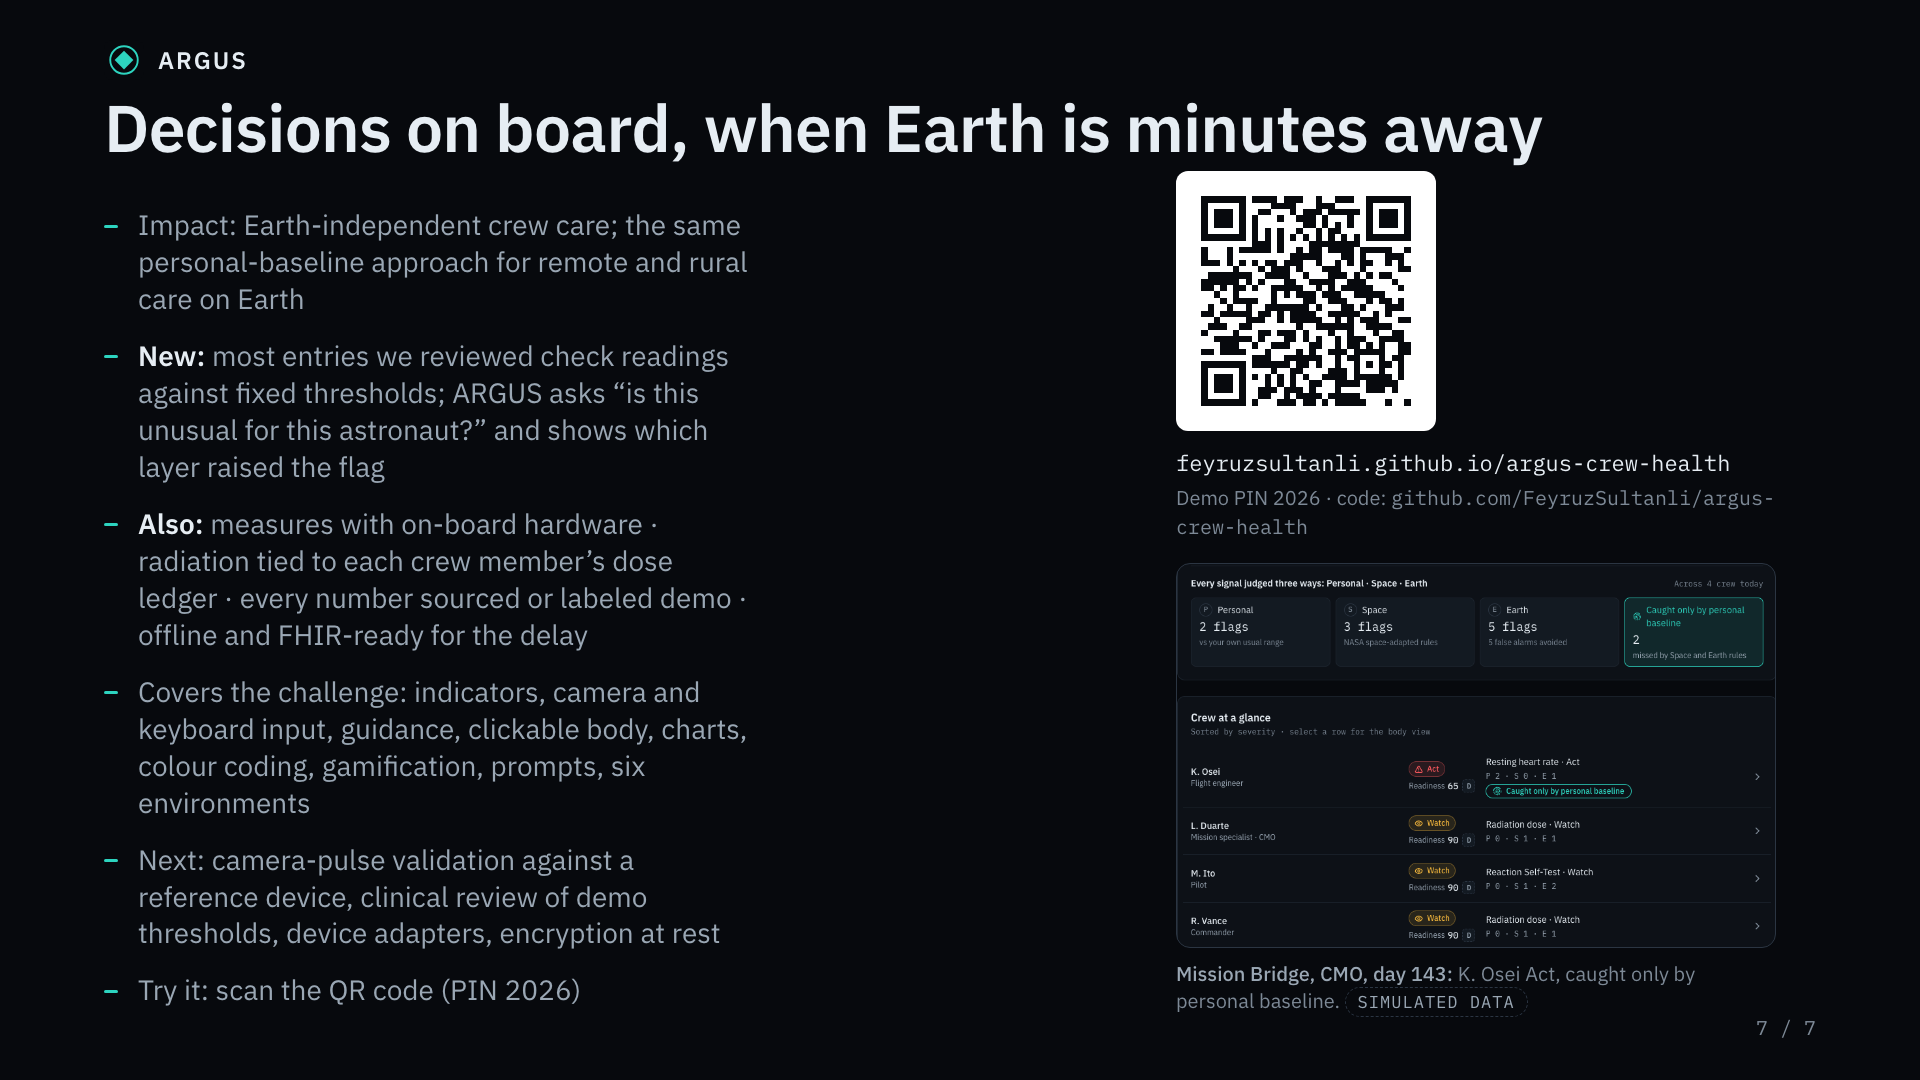 ARGUS
Decisions on board, when Earth is minutes away
– Impact: Earth-independent crew care; the same
personal-baseline approach for remote and rural
care on Earth
– New: most entries we reviewed check readings
against fixed thresholds; ARGUS asks “is this
unusual for this astronaut?” and shows which
layer raised the flag
– Also: measures with on-board hardware ·
radiation tied to each crew member’s dose
ledger · every number sourced or labeled demo ·
offline and FHIR-ready for the delay
– Covers the challenge: indicators, camera and
keyboard input, guidance, clickable body, charts,
colour coding, gamification, prompts, six
environments
– Next: camera-pulse validation against a
reference device, clinical review of demo
thresholds, device adapters, encryption at rest
– Try it: scan the QR code (PIN 2026)
feyruzsultanli.github.io/argus-crew-health
Demo PIN 2026 · code: github.com/FeyruzSultanli/argus-
crew-health
Every signal judged three ways: Personal · Space · Earth
Across 4 crew today
P Personal
2 flags
vs your own usual range
S Space
3 flags
NASA space-adapted rules
E Earth
5 flags
5 false alarms avoided
Caught only by personal
baseline
2
missed by Space and Earth rules
Crew at a glance
Sorted by severity · select a row for the body view
K. Osei
Flight engineer
Act
Readiness 65 D
Resting heart rate · Act
P 2 · S 0 · E 1
Caught only by personal baseline
L. Duarte
Mission specialist · CMO
Watch
Readiness 90 D
Radiation dose · Watch
P 0 · S 1 · E 1
M. Ito
Pilot
Watch
Readiness 90 D
Reaction Self-Test · Watch
P 0 · S 1 · E 2
R. Vance
Commander
Watch
Readiness 90 D
Radiation dose · Watch
P 0 · S 1 · E 1
Mission Bridge, CMO, day 143: K. Osei Act, caught only by
personal baseline. SIMULATED DATA
7 / 7